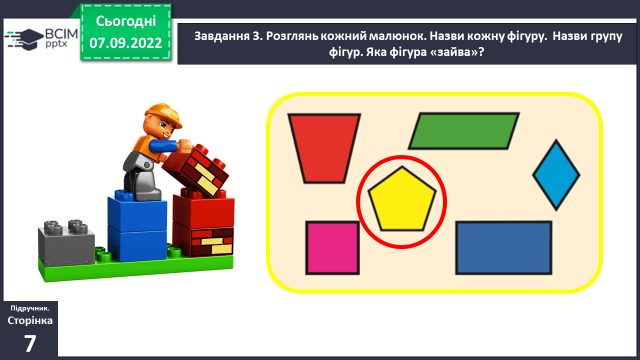 ВСІМ
pptx
Сьогодні
07.09.2022
Завдання 3. Розглянь кожний малюнок. Назви кожну фігуру. Назви групу
фігур. Яка фігура «зайва»?
Підручник.
Сторінка
7